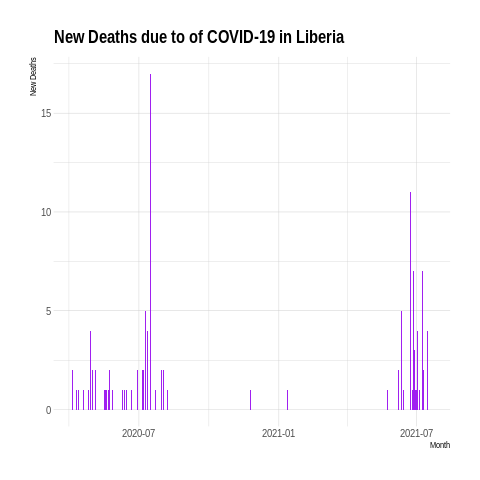 New Deaths due to of COVID-19 in Liberia
New Deaths
15
10
5
0
2020-07
2021-01
2021-07
Month